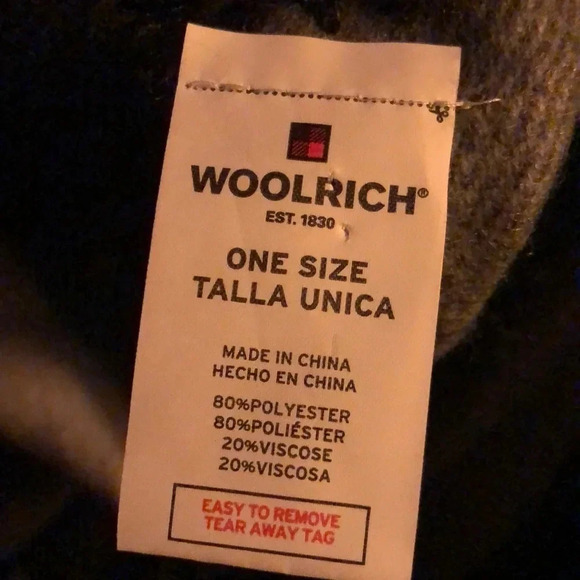 WOOLRICH®
EST. 1830
ONE SIZE
TALLA UNICA
MADE IN CHINA
HECHO EN CHINA
80%POLYESTER
80%POLIÉSTER
20%VISCOSE
20%VISCOSA
EASY TO REMOVE
TEAR AWAY TAG